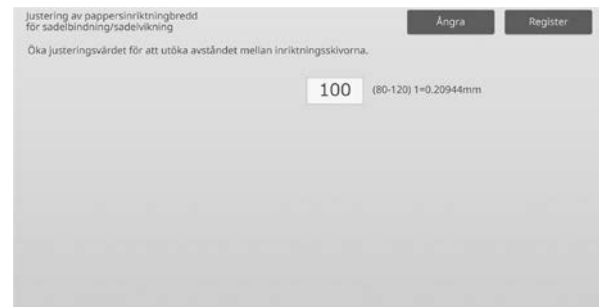 Justering av pappersinriktningbredd
för sadelbindning/sadelvikning
Ångra
Register
Öka justeringsvärdet för att utöka avståndet mellan inriktningsskivorna.
100 (80-120) 1=0.20944mm